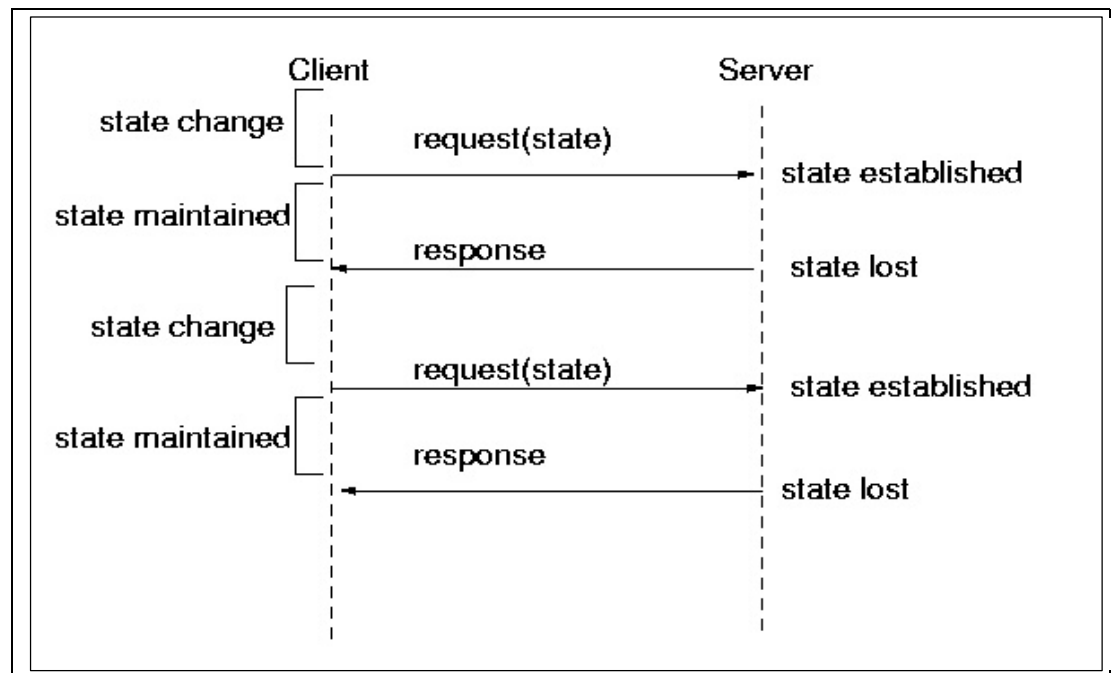 Client
Server
state change
request(state)
state established
state maintained
response
state lost
state change
request(state)
state established
state maintained
response
state lost